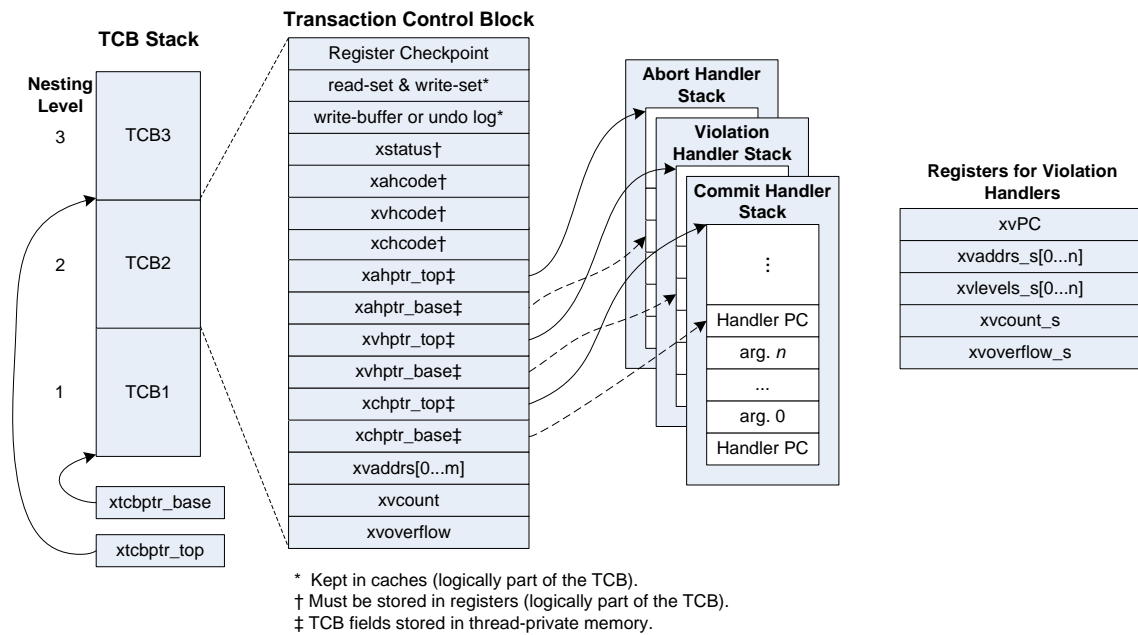 TCB Stack
Nesting
Level
3
2
1
TCB3
TCB2
TCB1
xtcbptr_base
xtcbptr_top
Transaction Control Block
Register Checkpoint
read-set & write-set*
write-buffer or undo log*
xstatus†
xahcode†
xvhcode†
xchcode†
xahptr_top‡
xahptr_base‡
xvhptr_top‡
xvhptr_base‡
xchptr_top‡
xchptr_base‡
xvaddrs[0...m]
xvcount
xvoverflow
* Kept in caches (logically part of the TCB).
† Must be stored in registers (logically part of the TCB).
‡ TCB fields stored in thread-private memory.
Abort Handler
Stack
Violation
Handler Stack
Commit Handler
Stack
⋮
Handler PC
arg. n
...
arg. 0
Handler PC
Registers for Violation
Handlers
xvPC
xvaddrs_s[0...n]
xvlevels_s[0...n]
xvcount_s
xvoverflow_s